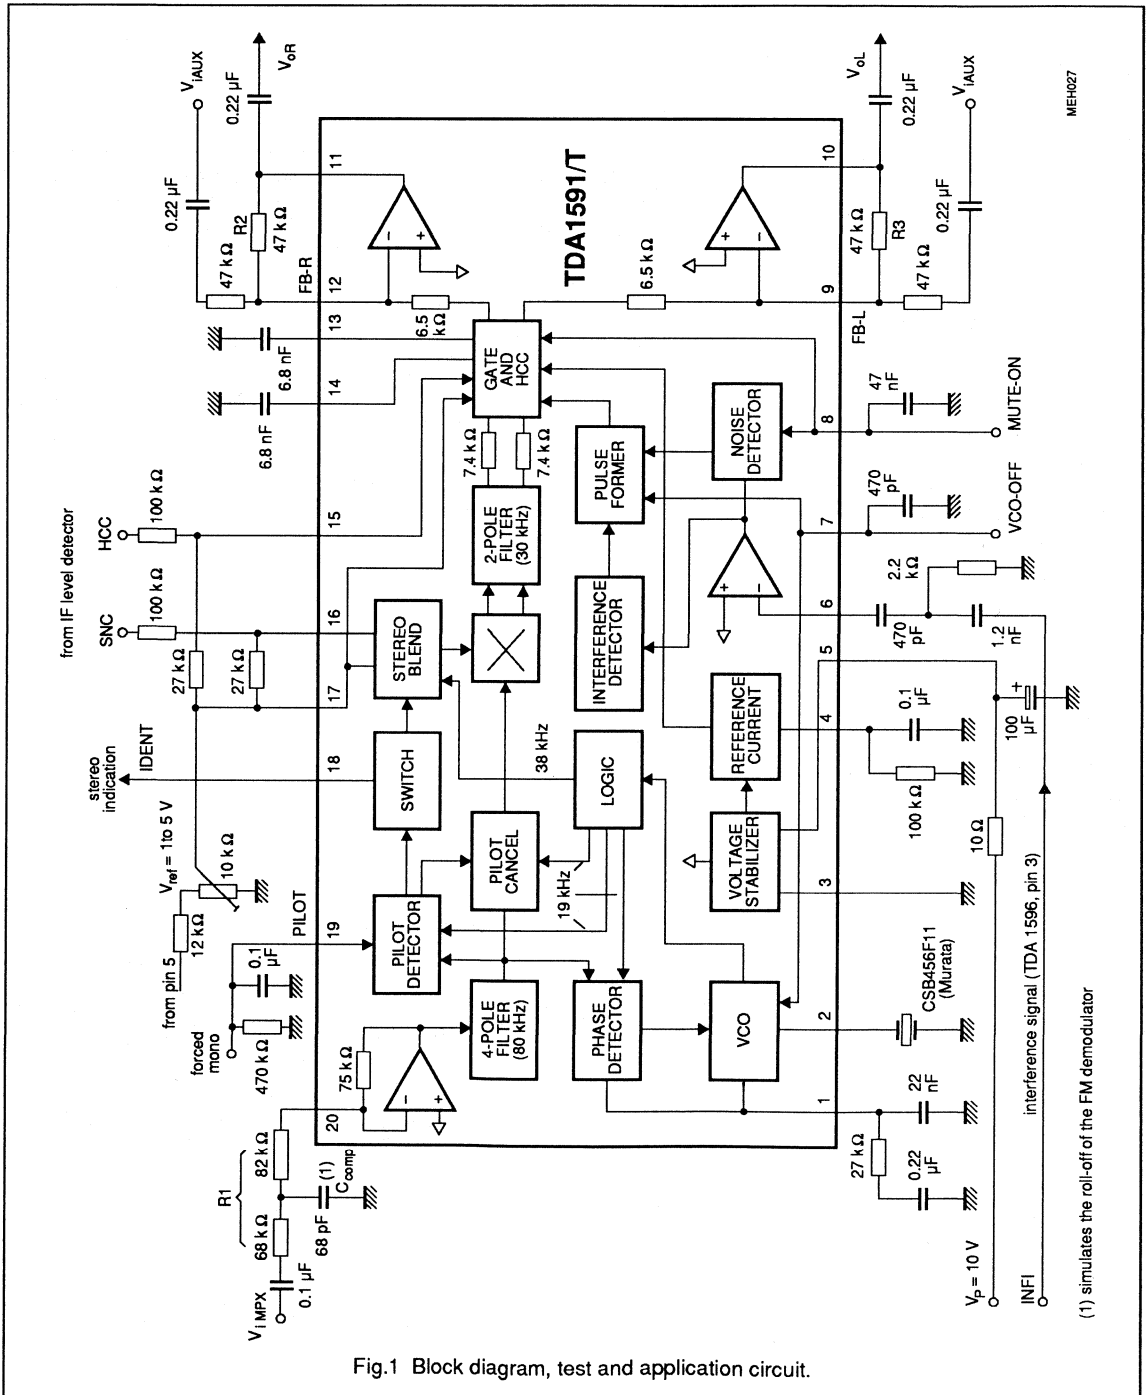 MEH027
V iAUX
V oR
0.22 µF
0.22 µF
R2
47 kΩ
47 kΩ
FB-R
11
12
13
14
6.8 nF
6.8 nF
6.5
kΩ
GATE
AND
HCC
TDA1591/T
6.5 kΩ
V oL
V iAUX
0.22 µF
0.22 µF
10
9
47 kΩ
R3
47 kΩ
FB-L
from IF level detector
HCC
100 kΩ
SNC
100 kΩ
27 kΩ
27 kΩ
15
16
17
18
7.4 kΩ
7.4 kΩ
2-POLE
FILTER
(30 kHz)
STEREO
BLEND
PULSE
FORMER
NOISE
DETECTOR
INTERFERENCE
DETECTOR
8
7
6
5
4
3
47
nF
MUTE-ON
470
pF
VCO-OFF
2.2
kΩ
470
pF
1.2
nF
stereo
indication
IDENT
SWITCH
38 kHz
LOGIC
REFERENCE
CURRENT
0.1
µF
100 kΩ
100
µF
+
10 Ω
Vref = 1to 5 V
10 kΩ
12 kΩ
from pin 5
PILOT
19
PILOT
DETECTOR
PILOT
CANCEL
19 kHz
VOLTAGE
STABILIZER
0.1
µF
470 kΩ
forced
mono
4-POLE
FILTER
(80 kHz)
75 kΩ
PHASE
DETECTOR
VCO
2
CSB456F11
(Murata)
interference signal (TDA 1596, pin 3)
20
82 kΩ
R1
68 kΩ
68 pF
(1)
C comp
0.1 µF
V i MPX
1
22
nF
27 kΩ
0.22
µF
VP = 10 V
INFI
(1) simulates the roll-off of the FM demodulator
Fig.1 Block diagram, test and application circuit.